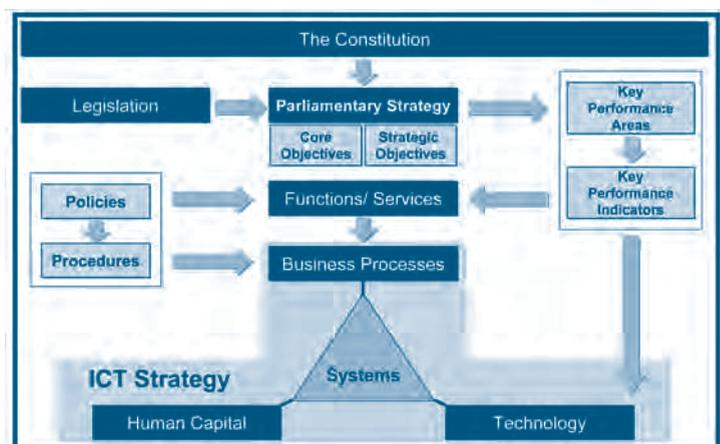 The Constitution
Legislation
Parliamentary Strategy
Core
Objectives
Strategic
Objectives
Key
Performance
Areas
Key
Performance
Indicators
Policies
Procedures
Functions/ Services
Business Processes
Systems
ICT Strategy
Human Capital
Technology